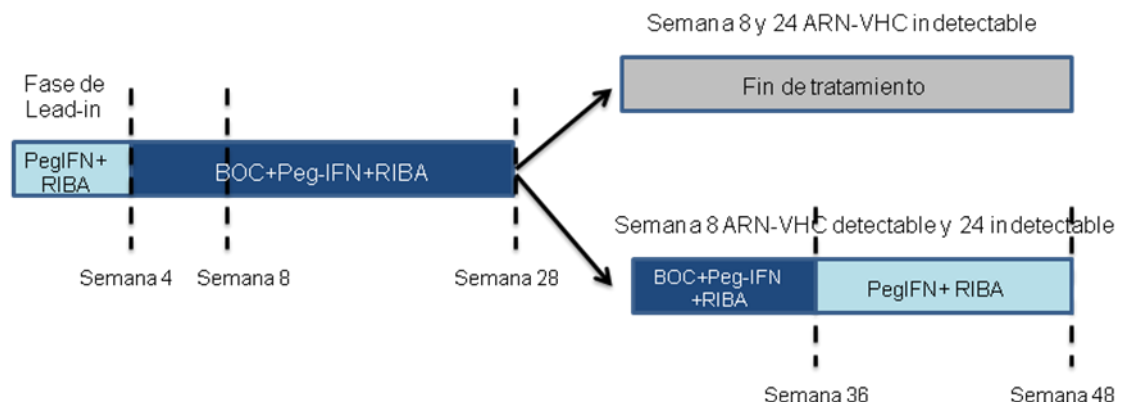 Semana 8 y 24 ARN-VHC indetectable
Fin de tratamiento
Fase de
Lead-in
PegIFN+
RIBA
BOC+Peg-IFN+RIBA
Semana 4
Semana 8
Semana 28
Semana 8 ARN-VHC detectable y 24 indetectable
BOC+Peg-IFN
+RIBA
PegIFN+ RIBA
Semana 36
Semana 48